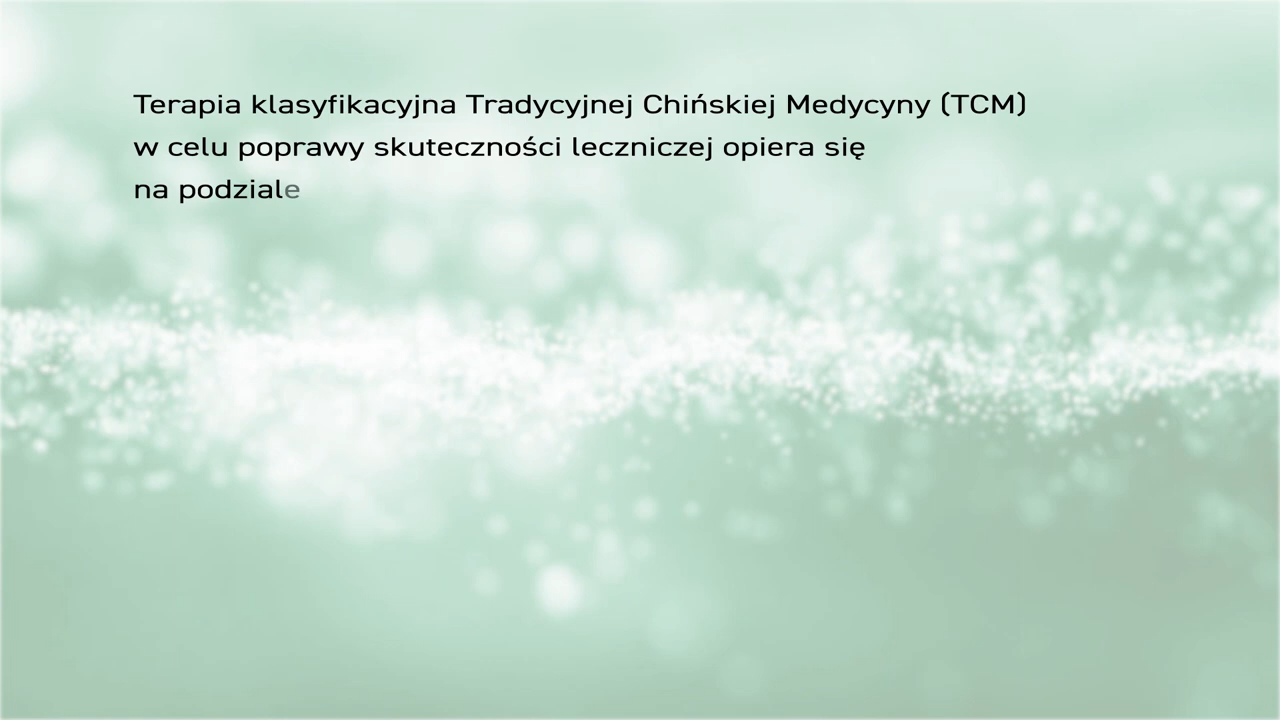 Terapia klasyfikacyjna Tradycyjnej Chińskiej Medycyny (TCM)
w celu poprawy skuteczności leczniczej opiera się
na podziale